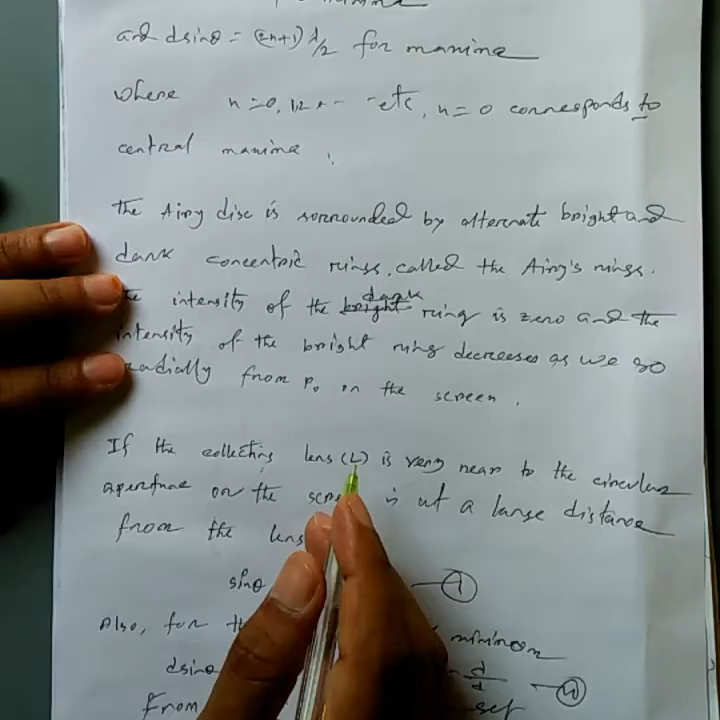 and dsinθ = (2n+1) λ/2 for maxima
where n=0,1,2 - - - etc, n=0 corresponds to
central maxima
The Airy disc is sorrounded by alternate bright and
dark concentric rings, called the Airy's rings.
The intensity of the dark ring is zero and the
intensity of the bright ring decreases as we go
radially from P₀ on the screen.
If the collecting lens (L) is very near to the circular
aperture or the is at a large distance
from the lens
sinθ ①
Also, for minimum
dsinθ
From